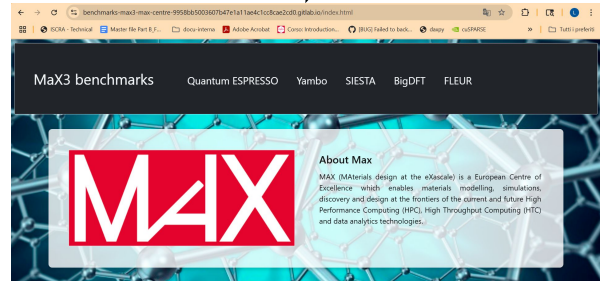 benchmarks-max3-max-centre-9958bb5003607b47e1a11ae4c1cc8cae2cd0.gitlab.io/index.html
ISCRA - Technical Master file Part B_F... docu-interna Adobe Acrobat Corso: Introduction... [BUG] Failed to back... daxpy cuSPARSE » Tutti i preferiti
MaX3 benchmarks Quantum ESPRESSO Yambo SIESTA BigDFT FLEUR
MAX
About Max
MAX (MAterials design at the eXascale) is a European Centre of
Excellence which enables materials modelling, simulations,
discovery and design at the frontiers of the current and future High
Performance Computing (HPC), High Throughput Computing (HTC)
and data analytics technologies.